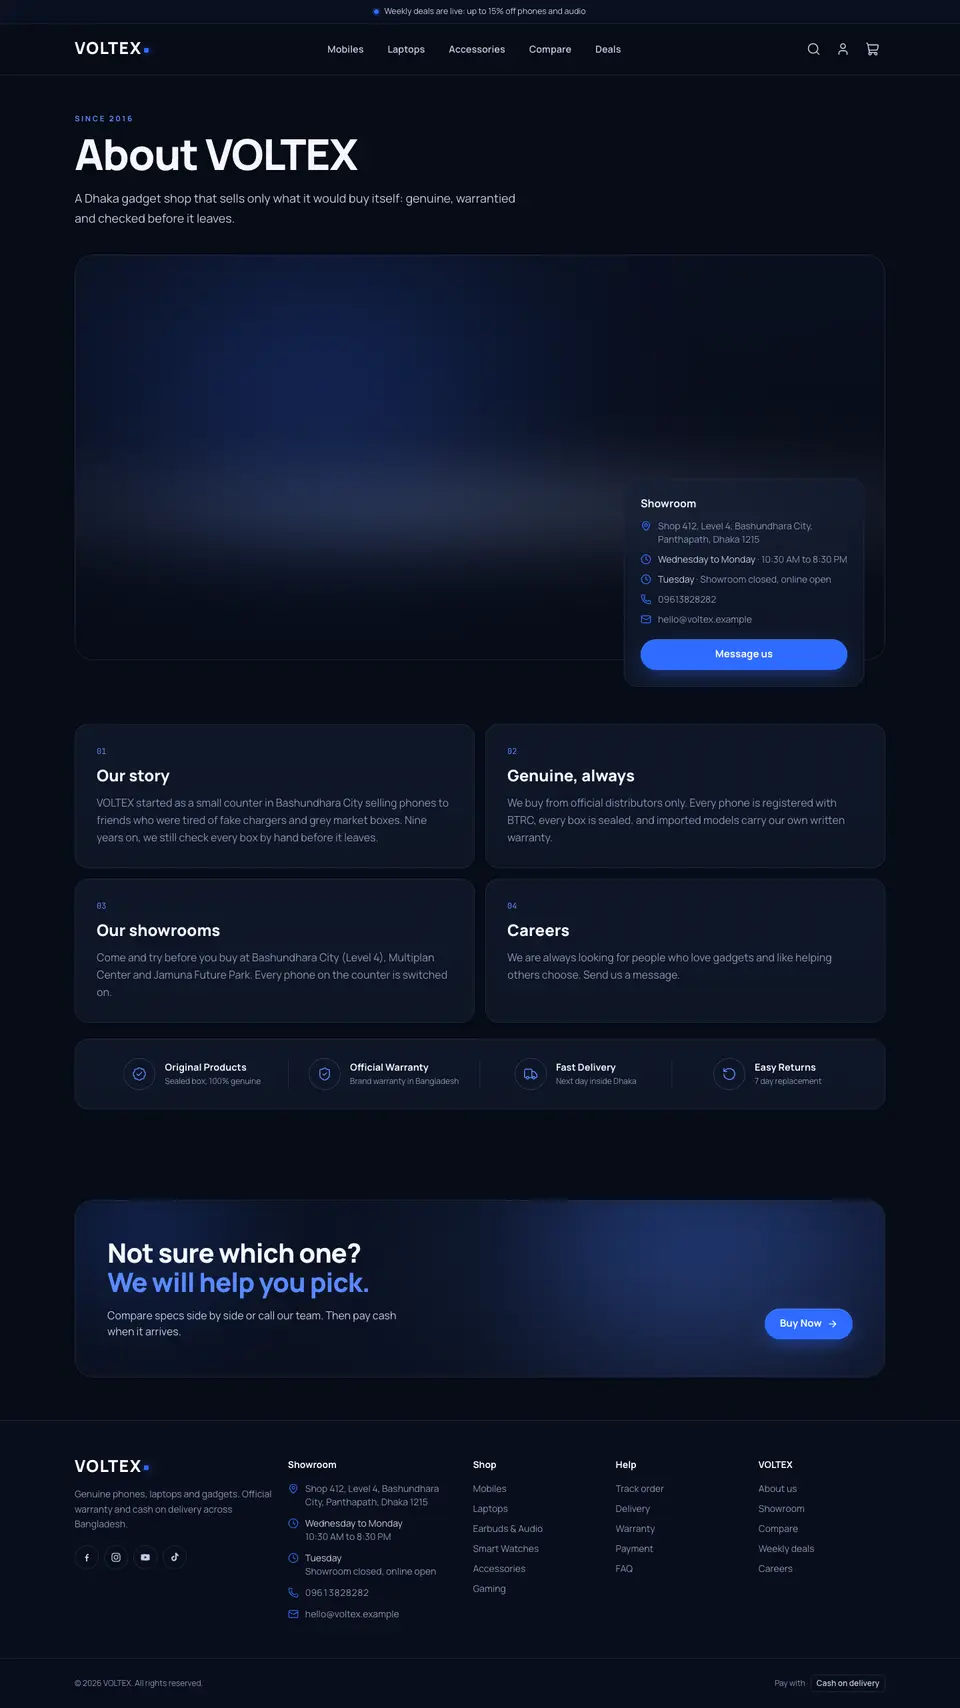 Weekly deals are live: up to 15% off phones and audio
VOLTEX
Mobiles
Laptops
Accessories
Compare
Deals
SINCE 2016
About VOLTEX
A Dhaka gadget shop that sells only what it would buy itself: genuine, warrantied
and checked before it leaves.
Showroom
Shop 412, Level 4, Bashundhara City,
Panthapath, Dhaka 1215
Wednesday to Monday · 10:30 AM to 8:30 PM
Tuesday · Showroom closed, online open
09613828282
hello@voltex.example
Message us
01
Our story
VOLTEX started as a small counter in Bashundhara City selling phones to
friends who were tired of fake chargers and grey market boxes. Nine
years on, we still check every box by hand before it leaves.
02
Genuine, always
We buy from official distributors only. Every phone is registered with
BTRC, every box is sealed. and imported models carry our own written
warranty.
03
Our showrooms
Come and try before you buy at Bashundhara City (Level 4), Multiplan
Center and Jamuna Future Park. Every phone on the counter is switched
on.
04
Careers
We are always looking for people who love gadgets and like helping
others choose. Send us a message.
Original Products
Sealed box, 100% genuine
Official Warranty
Brand warranty in Bangladesh
Fast Delivery
Next day inside Dhaka
Easy Returns
7 day replacement
Not sure which one?
We will help you pick.
Compare specs side by side or call our team. Then pay cash
when it arrives.
Buy Now
VOLTEX
Genuine phones, laptops and gadgets. Official
warranty and cash on delivery across
Bangladesh.
Showroom
Shop 412, Level 4, Bashundhara
City, Panthapath, Dhaka 1215
Wednesday to Monday
10:30 AM to 8:30 PM
Tuesday
Showroom closed, online open
09613828282
hello@voltex.example
Shop
Mobiles
Laptops
Earbuds & Audio
Smart Watches
Accessories
Gaming
Help
Track order
Delivery
Warranty
Payment
FAQ
VOLTEX
About us
Showroom
Compare
Weekly deals
Careers
© 2026 VOLTEX. All rights reserved.
Pay with
Cash on delivery